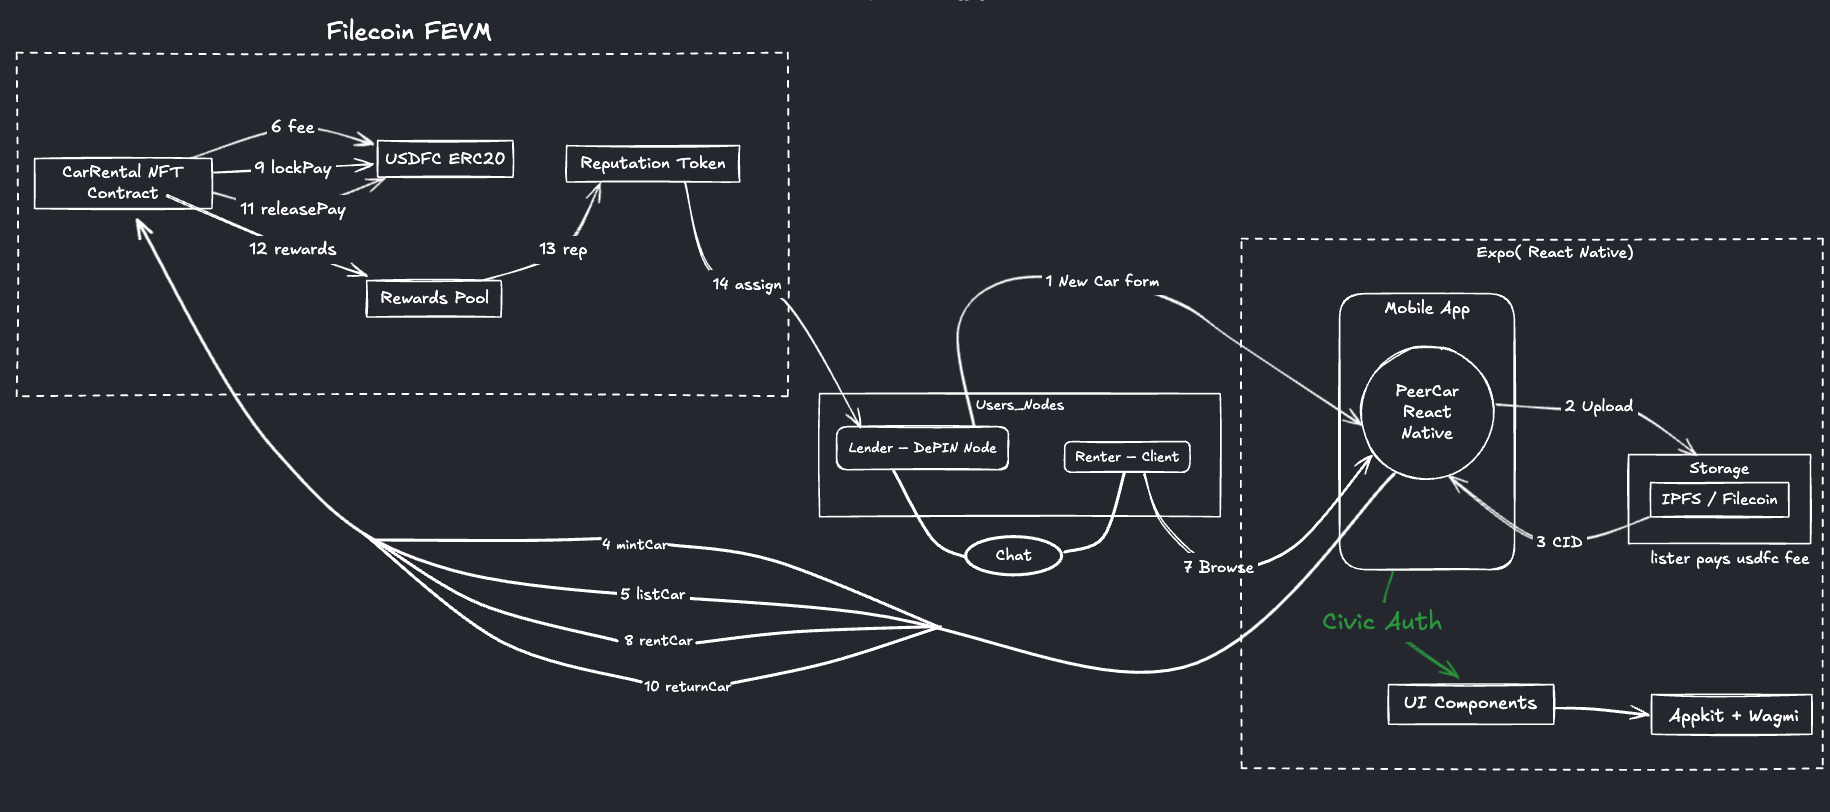 Filecoin FEVM
6 fee
CarRental NFT
Contract
9 lockPay
USDFC ERC20
Reputation Token
11 releasePay
12 rewards
13 rep
Rewards Pool
14 assign
1 New Car form
Expo( React Native)
Mobile App
PeerCar
React
Native
2 Upload
Users_Nodes
Lender – DePIN Node
Renter – Client
Storage
IPFS / Filecoin
3 CID
lister pays usdfc fee
Chat
7 Browse
4 mintCar
5 listCar
8 rentCar
10 returnCar
Civic Auth
UI Components
Appkit + Wagmi